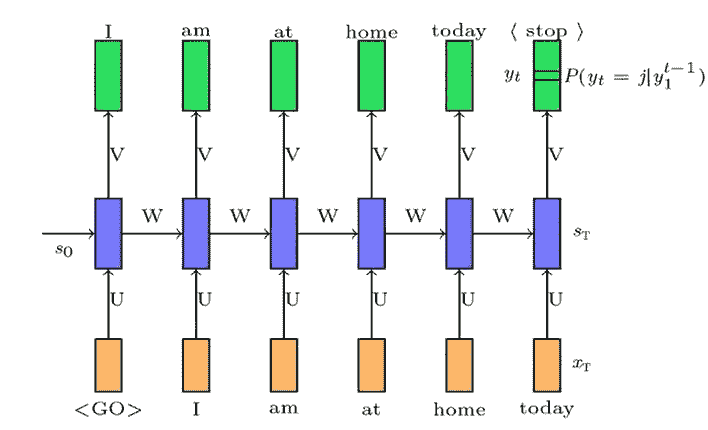 I am at home today ⟨ stop ⟩
y_t P(y_t = j|y_1^{t−1})
V V V V V V
W W W W W
s_0 s_T
U U U U U U
x_T
<GO> I am at home today